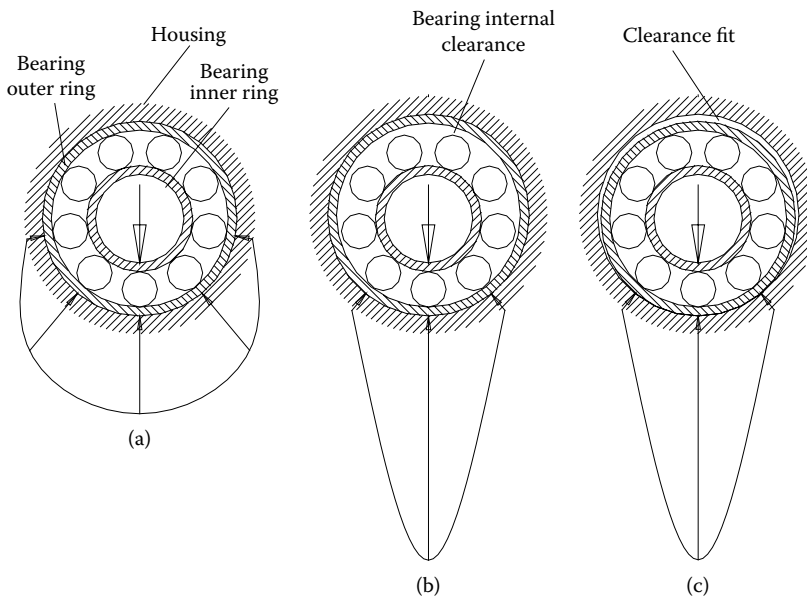 Housing
Bearing
outer ring
Bearing
inner ring
(a)
Bearing internal
clearance
(b)
Clearance fit
(c)